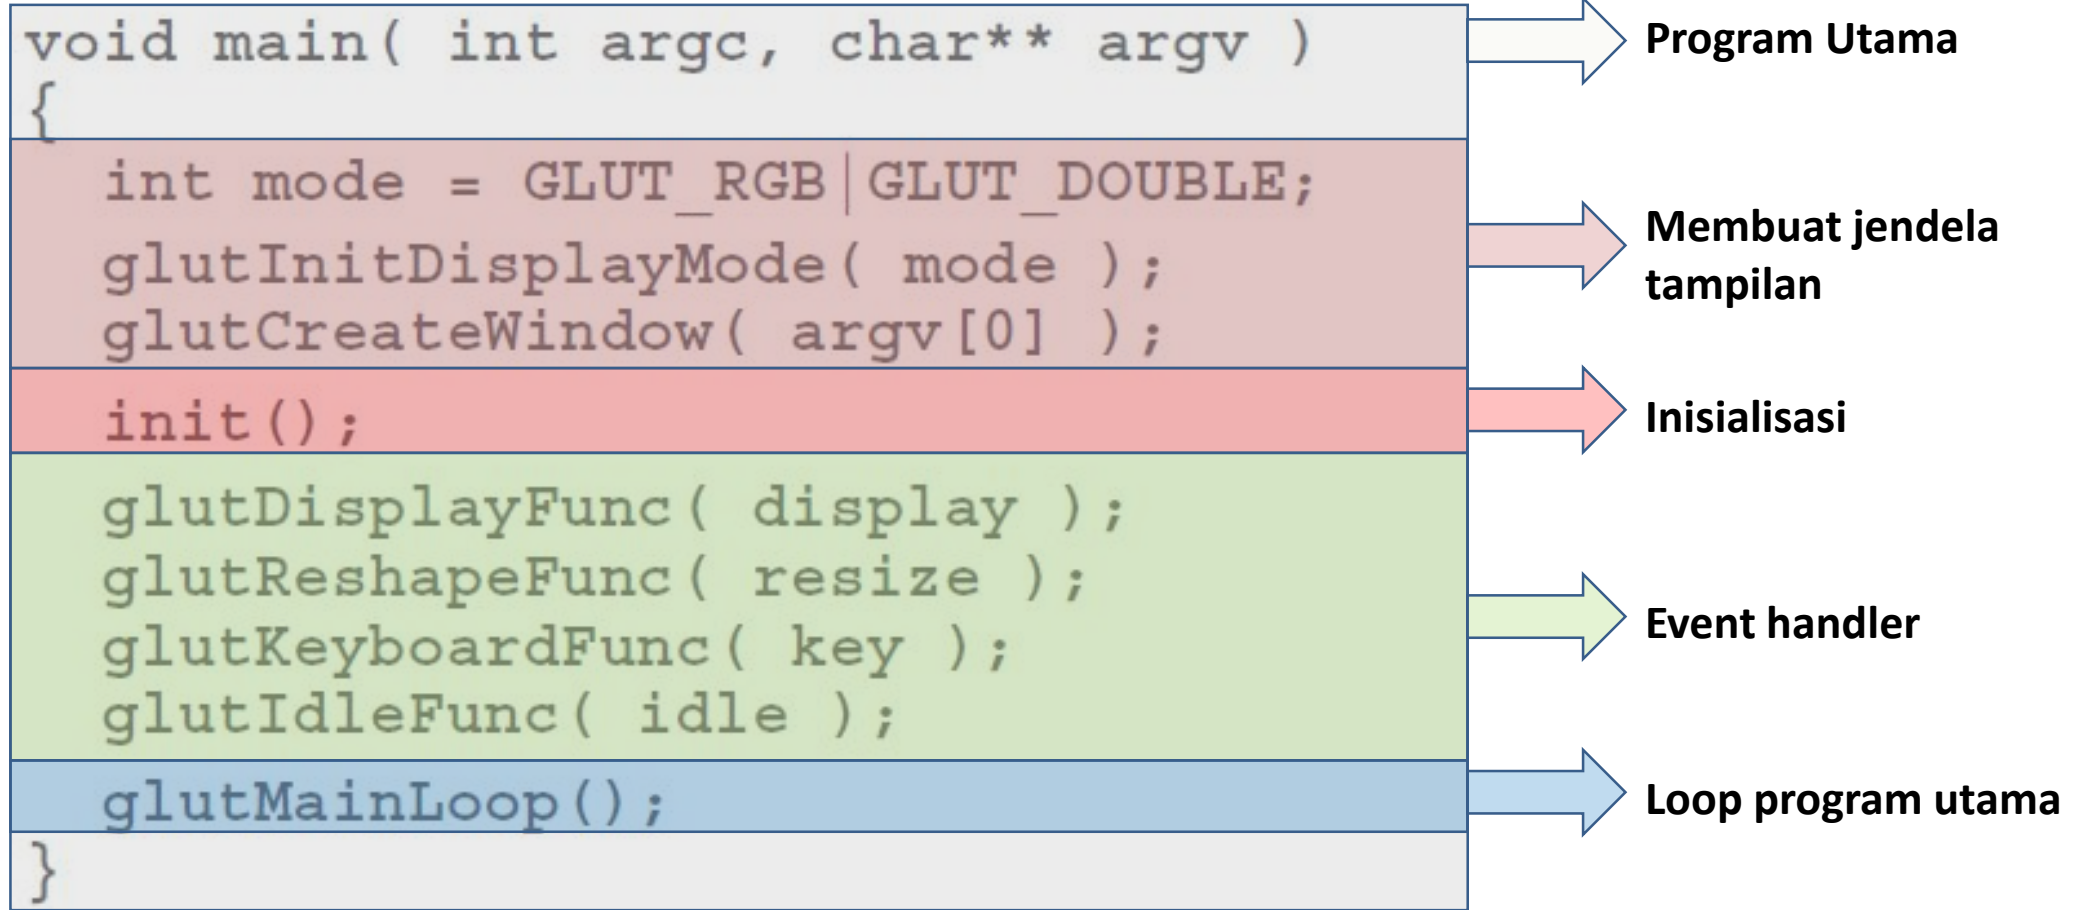 void main( int argc, char** argv )
{
int mode = GLUT_RGB|GLUT_DOUBLE;
glutInitDisplayMode( mode );
glutCreateWindow( argv[0] );
init();
glutDisplayFunc( display );
glutReshapeFunc( resize );
glutKeyboardFunc( key );
glutIdleFunc( idle );
glutMainLoop();
}
Program Utama
Membuat jendela
tampilan
Inisialisasi
Event handler
Loop program utama